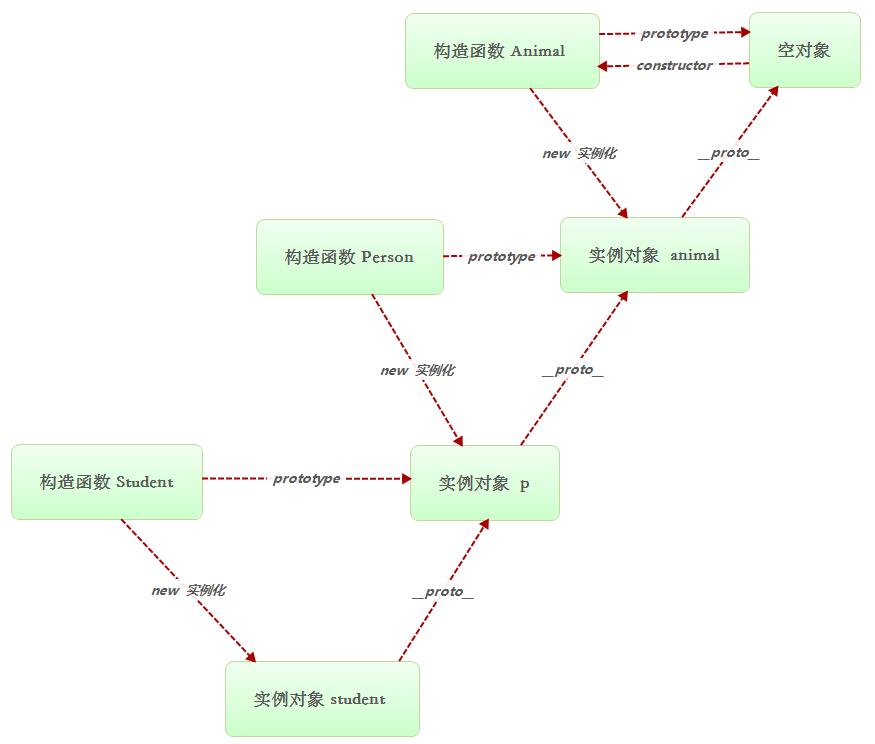 构造函数 Animal
prototype
空对象
constructor
new 实例化
__proto__
构造函数 Person
prototype
实例对象 animal
new 实例化
__proto__
构造函数 Student
prototype
实例对象 p
new 实例化
__proto__
实例对象 student